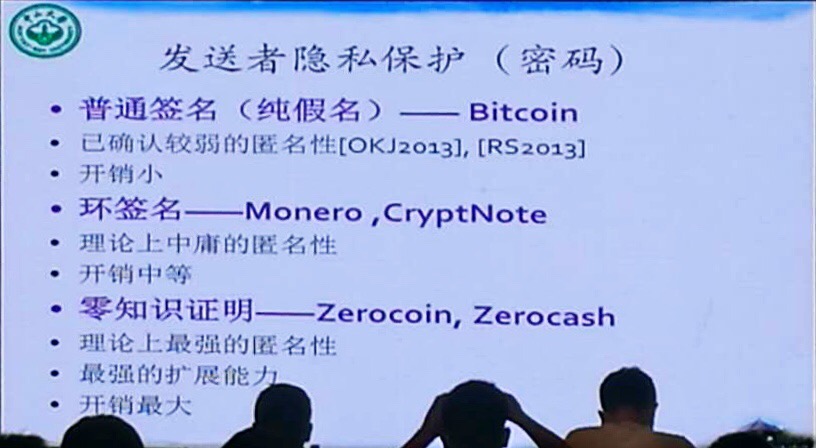 发送者隐私保护（密码）
• 普通签名（纯假名）—— Bitcoin
• 已确认较弱的匿名性[OKJ2013], [RS2013]
• 开销小
• 环签名——Monero ,CryptNote
• 理论上中庸的匿名性
• 开销中等
• 零知识证明——Zerocoin, Zerocash
• 理论上最强的匿名性
• 最强的扩展能力
• 开销最大